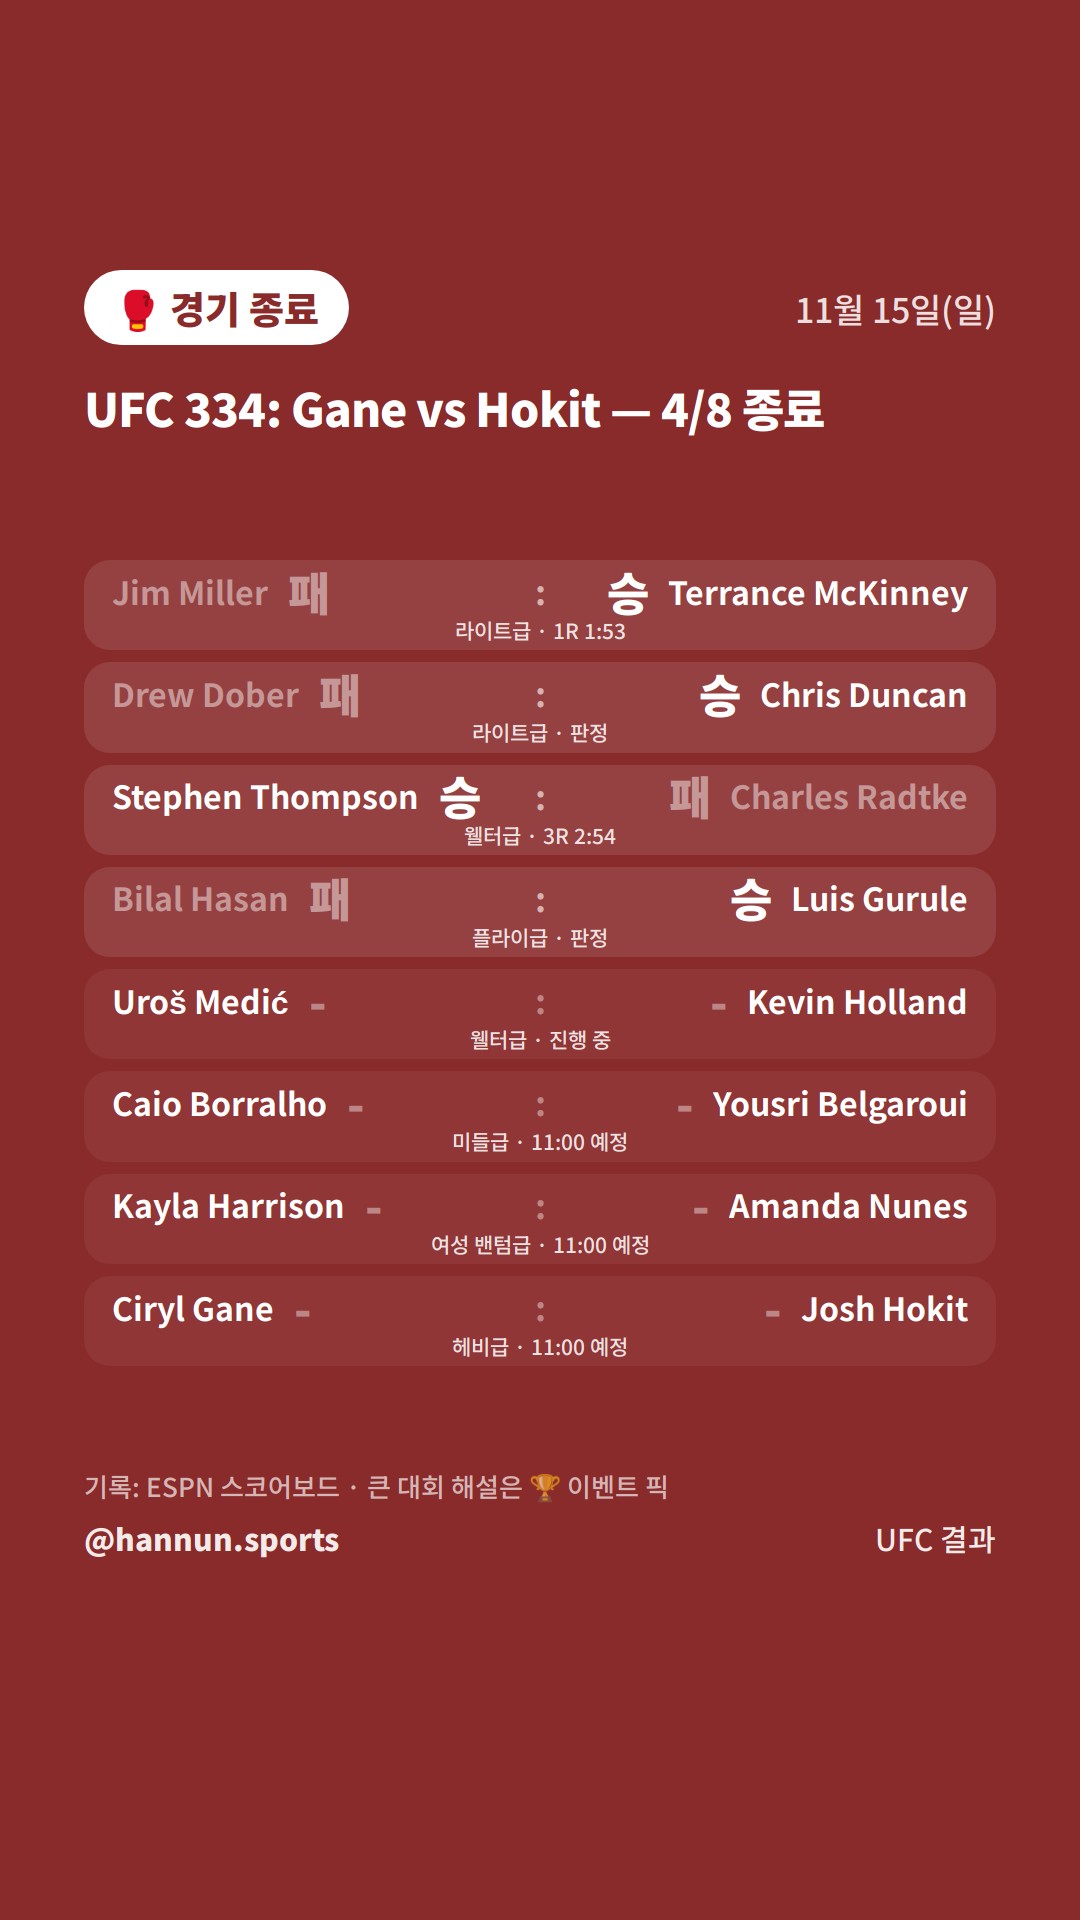 🥊 경기 종료
11월 15일(일)
UFC 334: Gane vs Hokit — 4/8 종료
Jim Miller 패 : 승 Terrance McKinney
라이트급 · 1R 1:53
Drew Dober 패 : 승 Chris Duncan
라이트급 · 판정
Stephen Thompson 승 : 패 Charles Radtke
웰터급 · 3R 2:54
Bilal Hasan 패 : 승 Luis Gurule
플라이급 · 판정
Uroš Medić - : - Kevin Holland
웰터급 · 진행 중
Caio Borralho - : - Yousri Belgaroui
미들급 · 11:00 예정
Kayla Harrison - : - Amanda Nunes
여성 밴텀급 · 11:00 예정
Ciryl Gane - : - Josh Hokit
헤비급 · 11:00 예정
기록: ESPN 스코어보드 · 큰 대회 해설은 🏆 이벤트 픽
@hannun.sports
UFC 결과